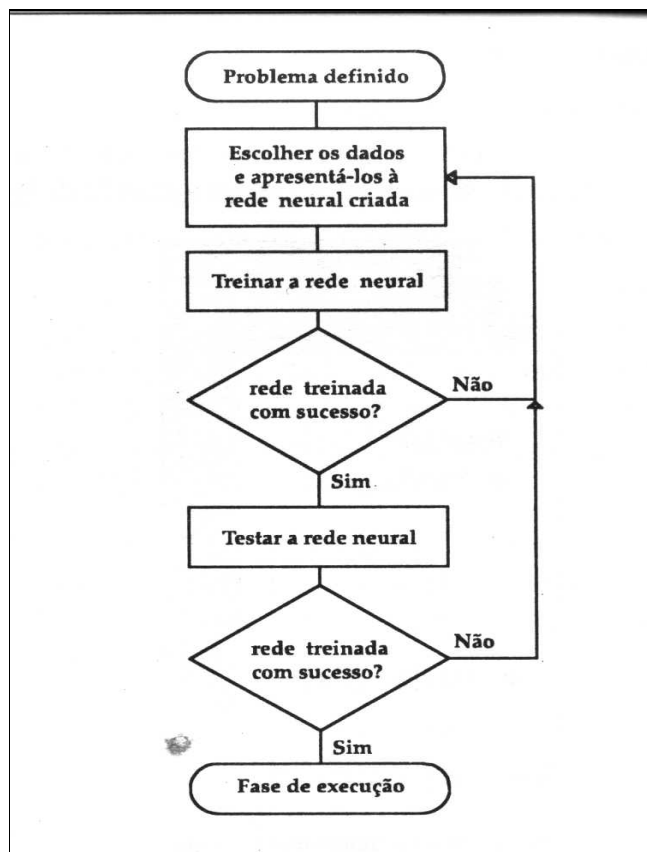 Problema definido
Escolher os dados
e apresentá-los à
rede neural criada
Treinar a rede neural
rede treinada
com sucesso?
Não
Sim
Testar a rede neural
rede treinada
com sucesso?
Não
Sim
Fase de execução